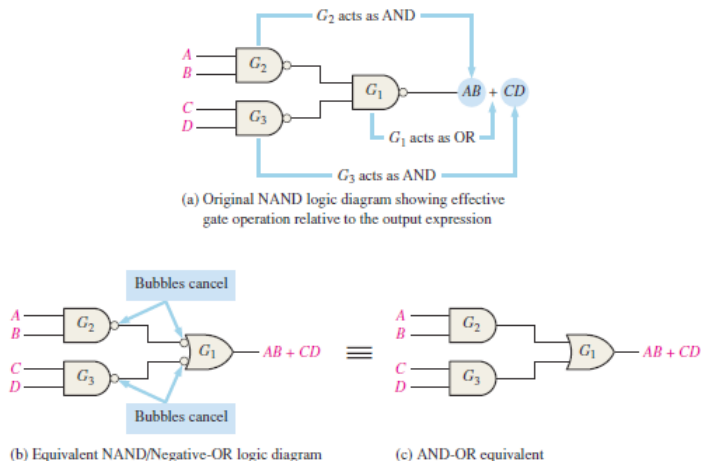 G2 acts as AND
A
B
G2
G1
AB + CD
C
D
G3
G1 acts as OR
G3 acts as AND
(a) Original NAND logic diagram showing effective
gate operation relative to the output expression
Bubbles cancel
A
B
G2
G1
AB + CD
C
D
G3
Bubbles cancel
≡
A
B
G2
G1
AB + CD
C
D
G3
(b) Equivalent NAND/Negative-OR logic diagram
(c) AND-OR equivalent